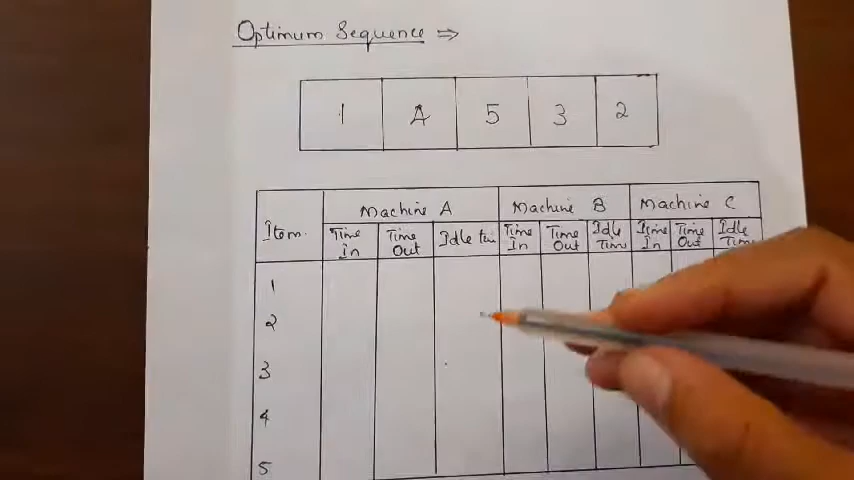 Optimum Sequence ⇒
1 4 5 3 2
Item. Machine A Machine B Machine C
Time In Time Out Idle Time In Time Out Idle Time Time In Time Out Idle Time
1
2
3
4
5